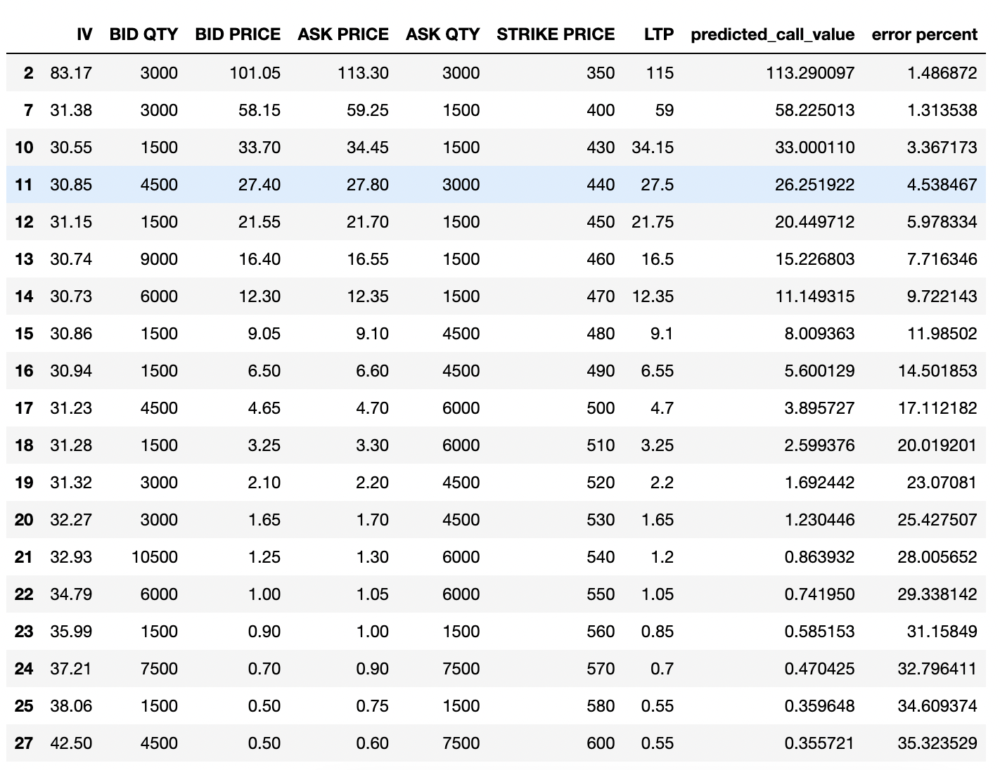 IV BID QTY BID PRICE ASK PRICE ASK QTY STRIKE PRICE LTP predicted_call_value error percent
2 83.17 3000 101.05 113.30 3000 350 115 113.290097 1.486872
7 31.38 3000 58.15 59.25 1500 400 59 58.225013 1.313538
10 30.55 1500 33.70 34.45 1500 430 34.15 33.000110 3.367173
11 30.85 4500 27.40 27.80 3000 440 27.5 26.251922 4.538467
12 31.15 1500 21.55 21.70 1500 450 21.75 20.449712 5.978334
13 30.74 9000 16.40 16.55 1500 460 16.5 15.226803 7.716346
14 30.73 6000 12.30 12.35 1500 470 12.35 11.149315 9.722143
15 30.86 1500 9.05 9.10 4500 480 9.1 8.009363 11.98502
16 30.94 1500 6.50 6.60 4500 490 6.55 5.600129 14.501853
17 31.23 4500 4.65 4.70 6000 500 4.7 3.895727 17.112182
18 31.28 1500 3.25 3.30 6000 510 3.25 2.599376 20.019201
19 31.32 3000 2.10 2.20 4500 520 2.2 1.692442 23.07081
20 32.27 3000 1.65 1.70 4500 530 1.65 1.230446 25.427507
21 32.93 10500 1.25 1.30 6000 540 1.2 0.863932 28.005652
22 34.79 6000 1.00 1.05 6000 550 1.05 0.741950 29.338142
23 35.99 1500 0.90 1.00 1500 560 0.85 0.585153 31.15849
24 37.21 7500 0.70 0.90 7500 570 0.7 0.470425 32.796411
25 38.06 1500 0.50 0.75 1500 580 0.55 0.359648 34.609374
27 42.50 4500 0.50 0.60 7500 600 0.55 0.355721 35.323529